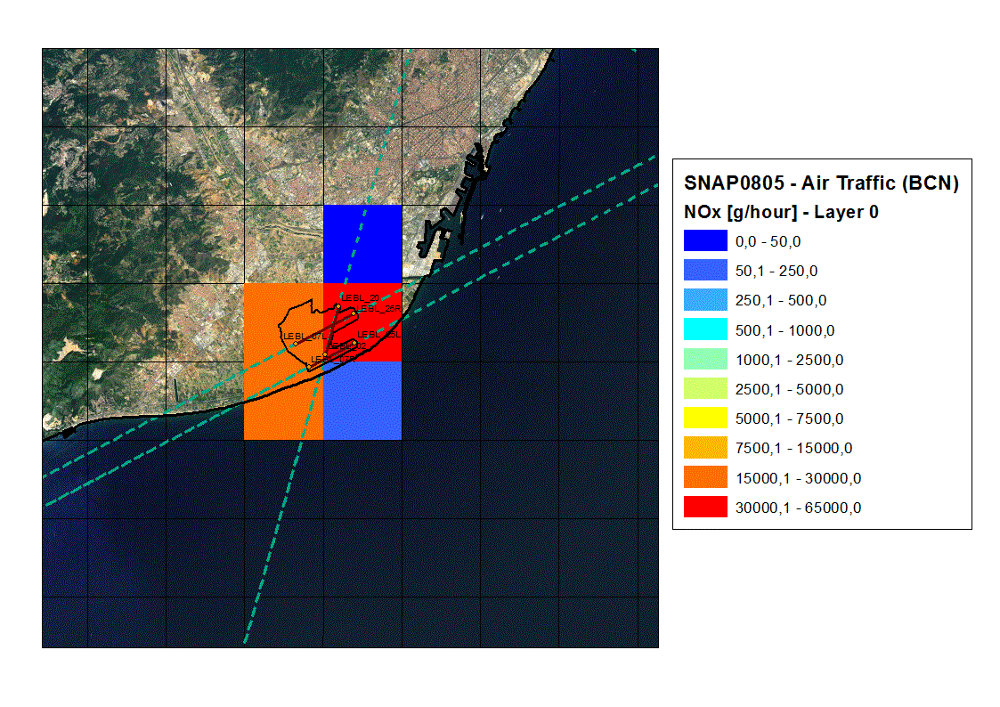 LEBL_20
LEBL_25R
LEBL_07L
LEBL_25L
SNAP0805 - Air Traffic (BCN)
NOx [g/hour] - Layer 0
0,0 - 50,0
50,1 - 250,0
250,1 - 500,0
500,1 - 1000,0
1000,1 - 2500,0
2500,1 - 5000,0
5000,1 - 7500,0
7500,1 - 15000,0
15000,1 - 30000,0
30000,1 - 65000,0